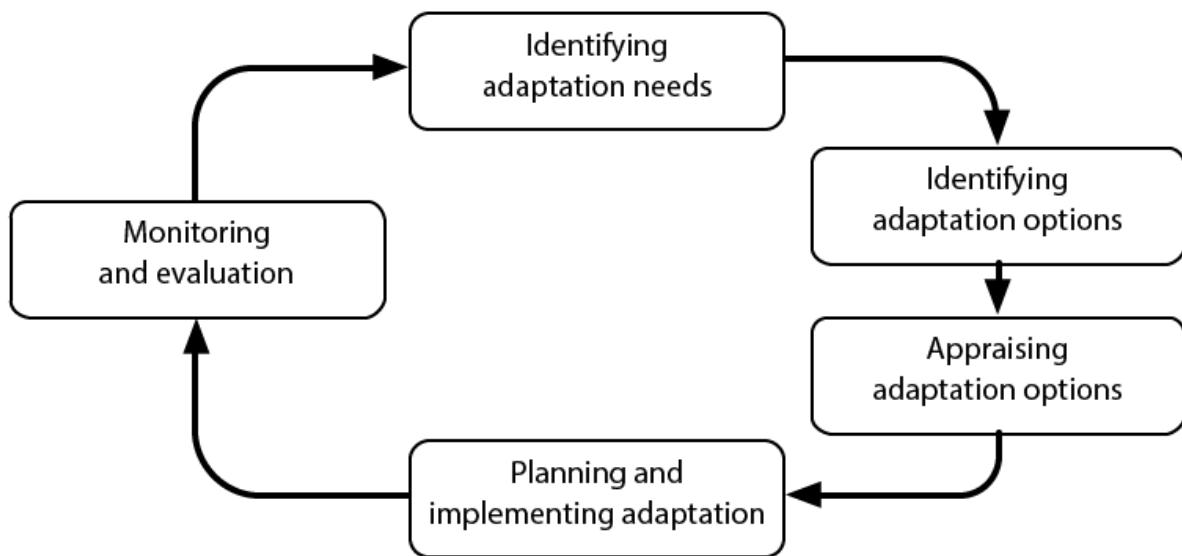 Identifying
adaptation needs
Identifying
adaptation options
Appraising
adaptation options
Planning and
implementing adaptation
Monitoring
and evaluation